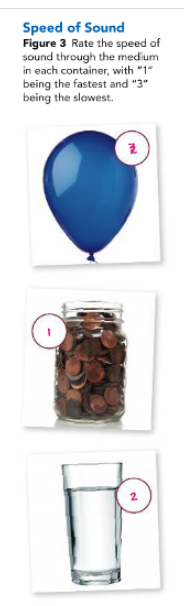 Speed of Sound
Figure 3 Rate the speed of
sound through the medium
in each container, with "1"
being the fastest and "3"
being the slowest.
1
2